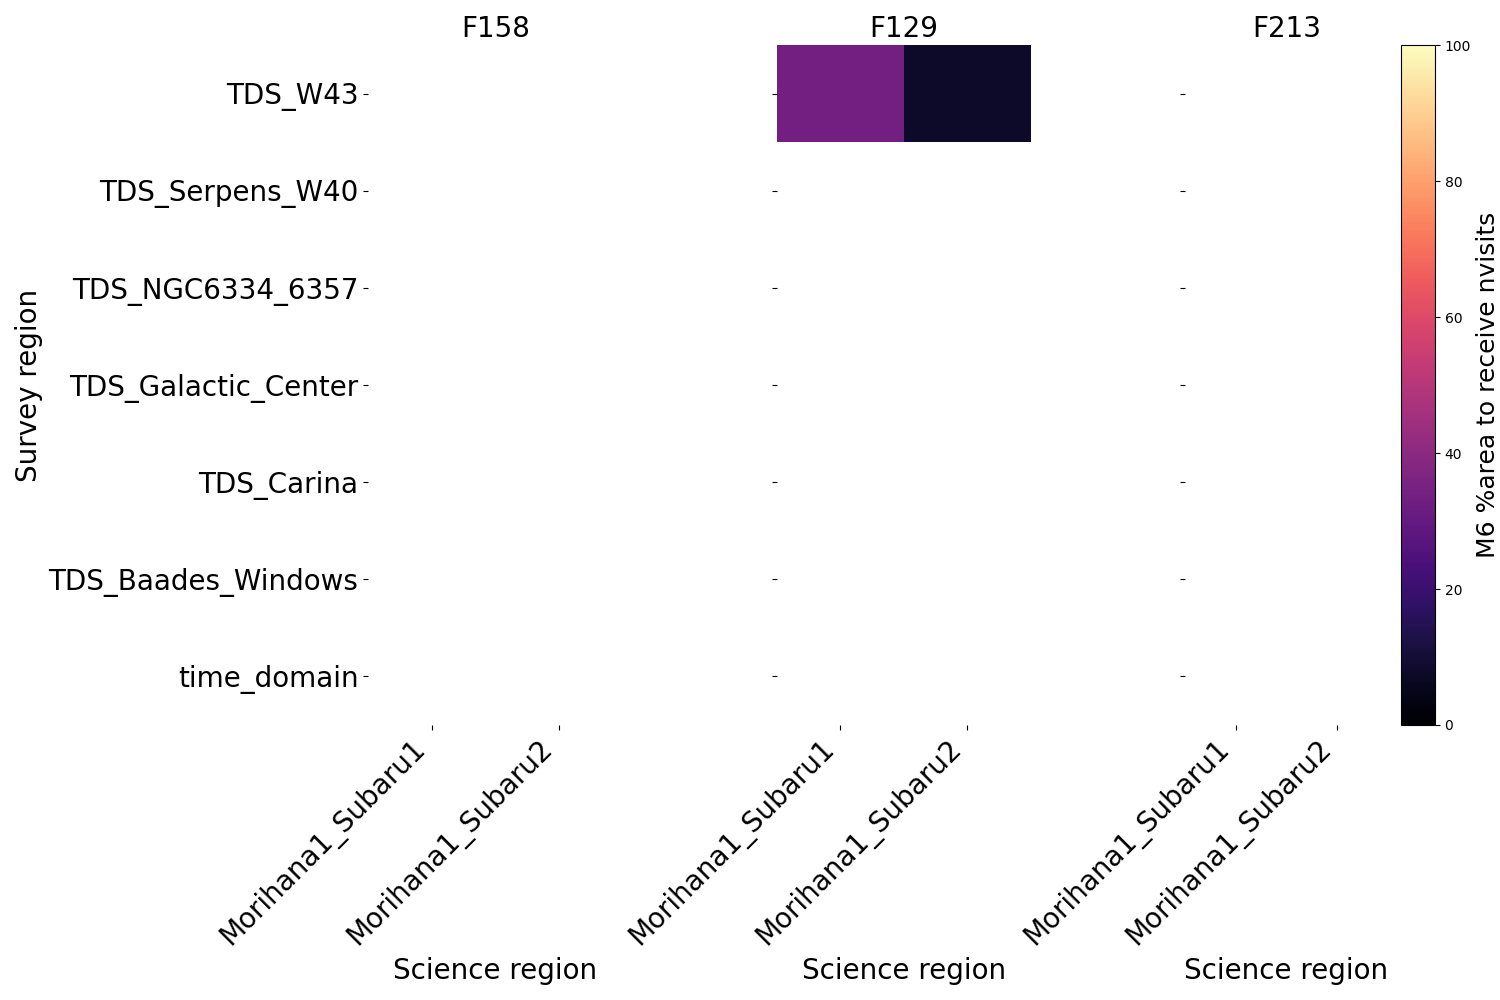 F158
F129
F213
TDS_W43
TDS_Serpens_W40
TDS_NGC6334_6357
TDS_Galactic_Center
TDS_Carina
TDS_Baades_Windows
time_domain
Survey region
Morihana1_Subaru1
Morihana1_Subaru2
Morihana1_Subaru1
Morihana1_Subaru2
Morihana1_Subaru1
Morihana1_Subaru2
Science region
Science region
Science region
100
80
60
40
20
0
M6 %area to receive nvisits